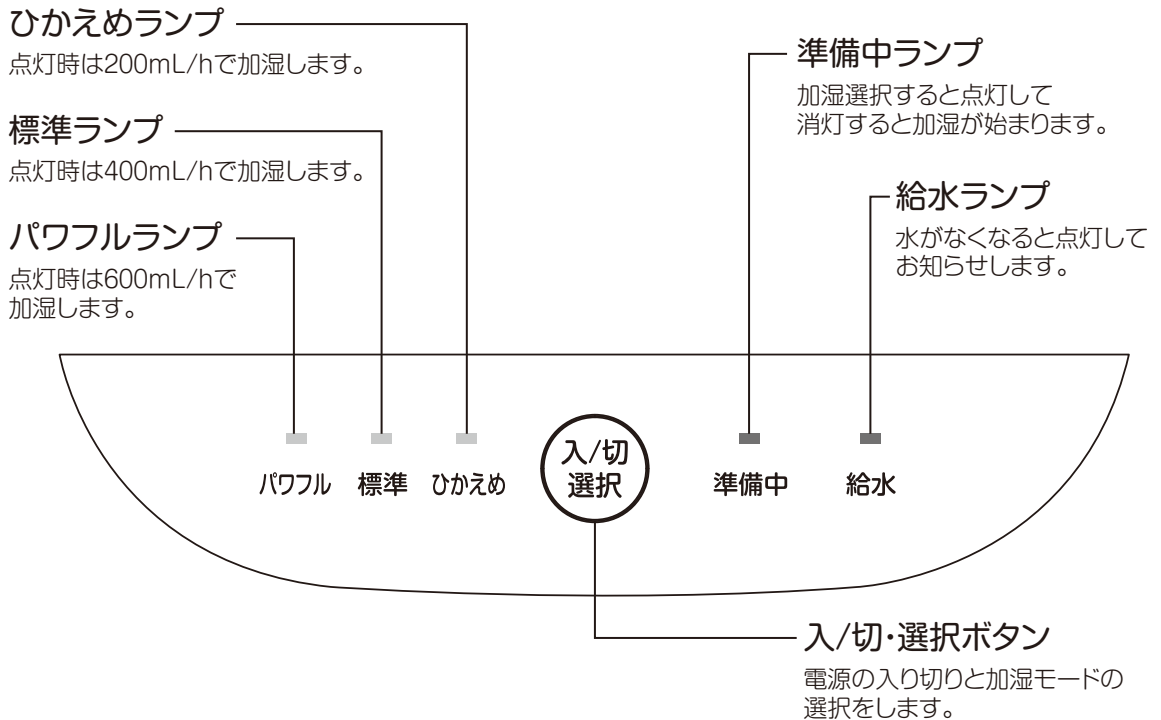 ひかえめランプ
点灯時は200mL/hで加湿します。
標準ランプ
点灯時は400mL/hで加湿します。
パワフルランプ
点灯時は600mL/hで
加湿します。
準備中ランプ
加湿選択すると点灯して
消灯すると加湿が始まります。
給水ランプ
水がなくなると点灯して
お知らせします。
パワフル 標準 ひかえめ
入/切
選択
準備中 給水
入/切・選択ボタン
電源の入り切りと加湿モードの
選択をします。